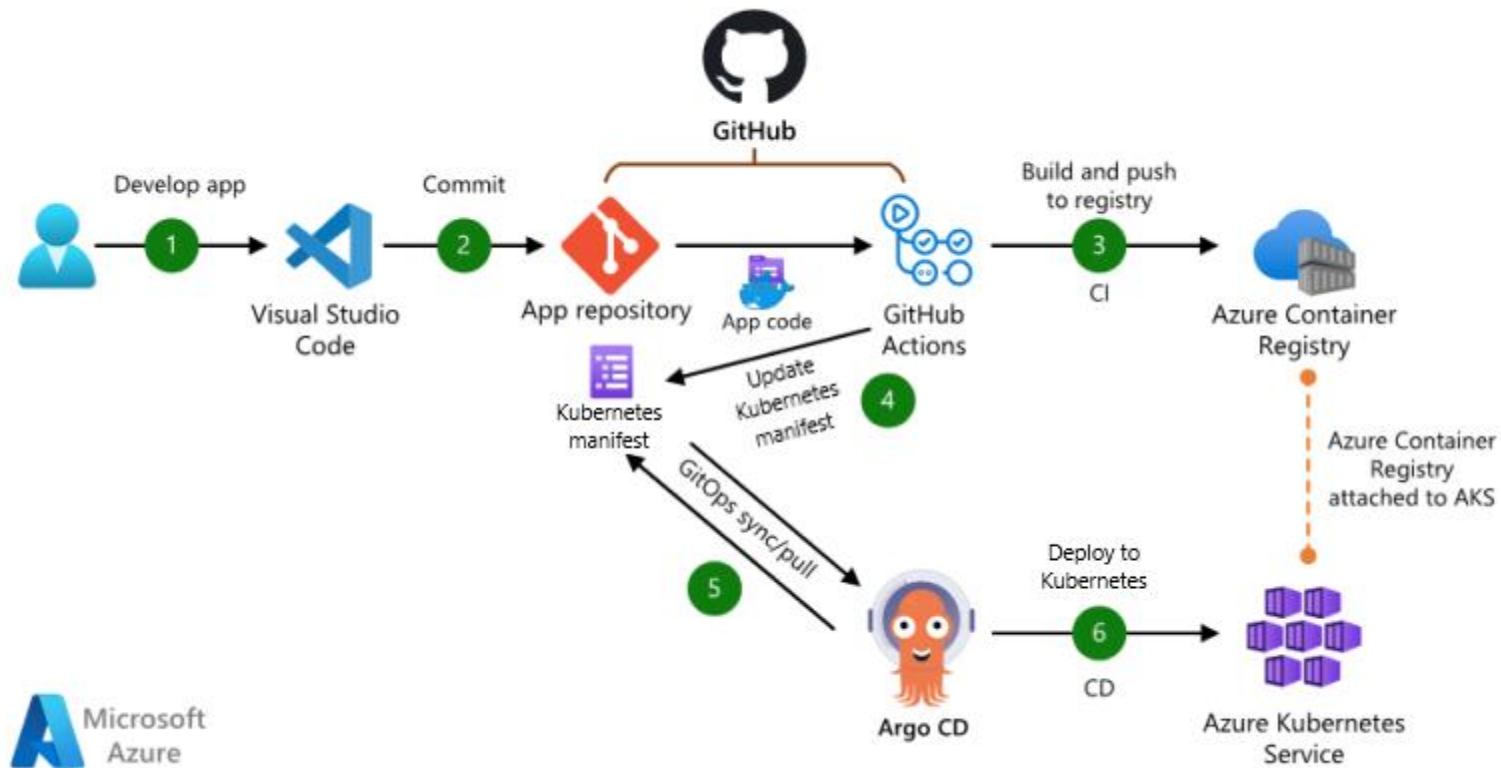 GitHub
Develop app
1
Visual Studio
Code
Commit
2
App repository
App code
GitHub
Actions
Build and push
to registry
3
CI
Azure Container
Registry
Kubernetes
manifest
Update
Kubernetes
manifest
4
GitOps sync/pull
5
Argo CD
Deploy to
Kubernetes
6
CD
Azure Container
Registry
attached to AKS
Azure Kubernetes
Service
Microsoft
Azure